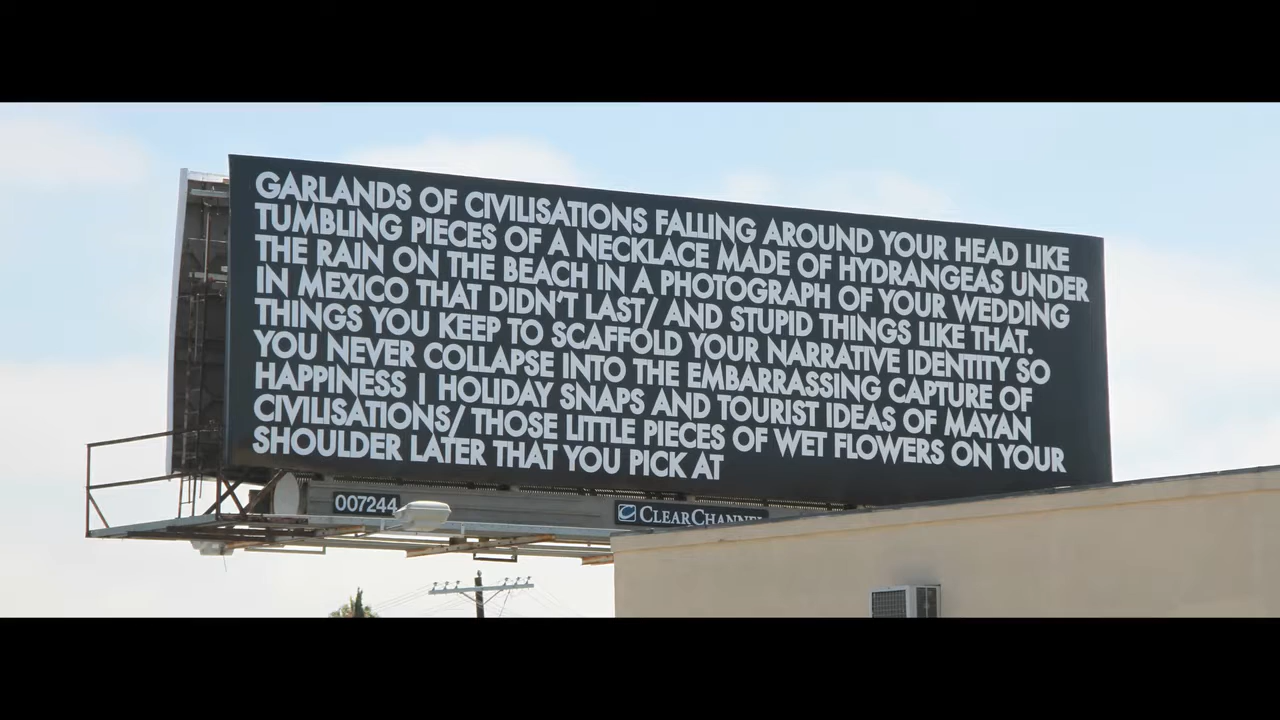 GARLANDS OF CIVILISATIONS FALLING AROUND YOUR HEAD LIKE
TUMBLING PIECES OF A NECKLACE MADE OF HYDRANGEAS UNDER
THE RAIN ON THE BEACH IN A PHOTOGRAPH OF YOUR WEDDING
IN MEXICO THAT DIDN'T LAST/ AND STUPID THINGS LIKE THAT.
THINGS YOU KEEP TO SCAFFOLD YOUR NARRATIVE IDENTITY SO
YOU NEVER COLLAPSE INTO THE EMBARRASSING CAPTURE OF
HAPPINESS | HOLIDAY SNAPS AND TOURIST IDEAS OF MAYAN
CIVILISATIONS/ THOSE LITTLE PIECES OF WET FLOWERS ON YOUR
SHOULDER LATER THAT YOU PICK AT
007244
CLEARCHANNEL